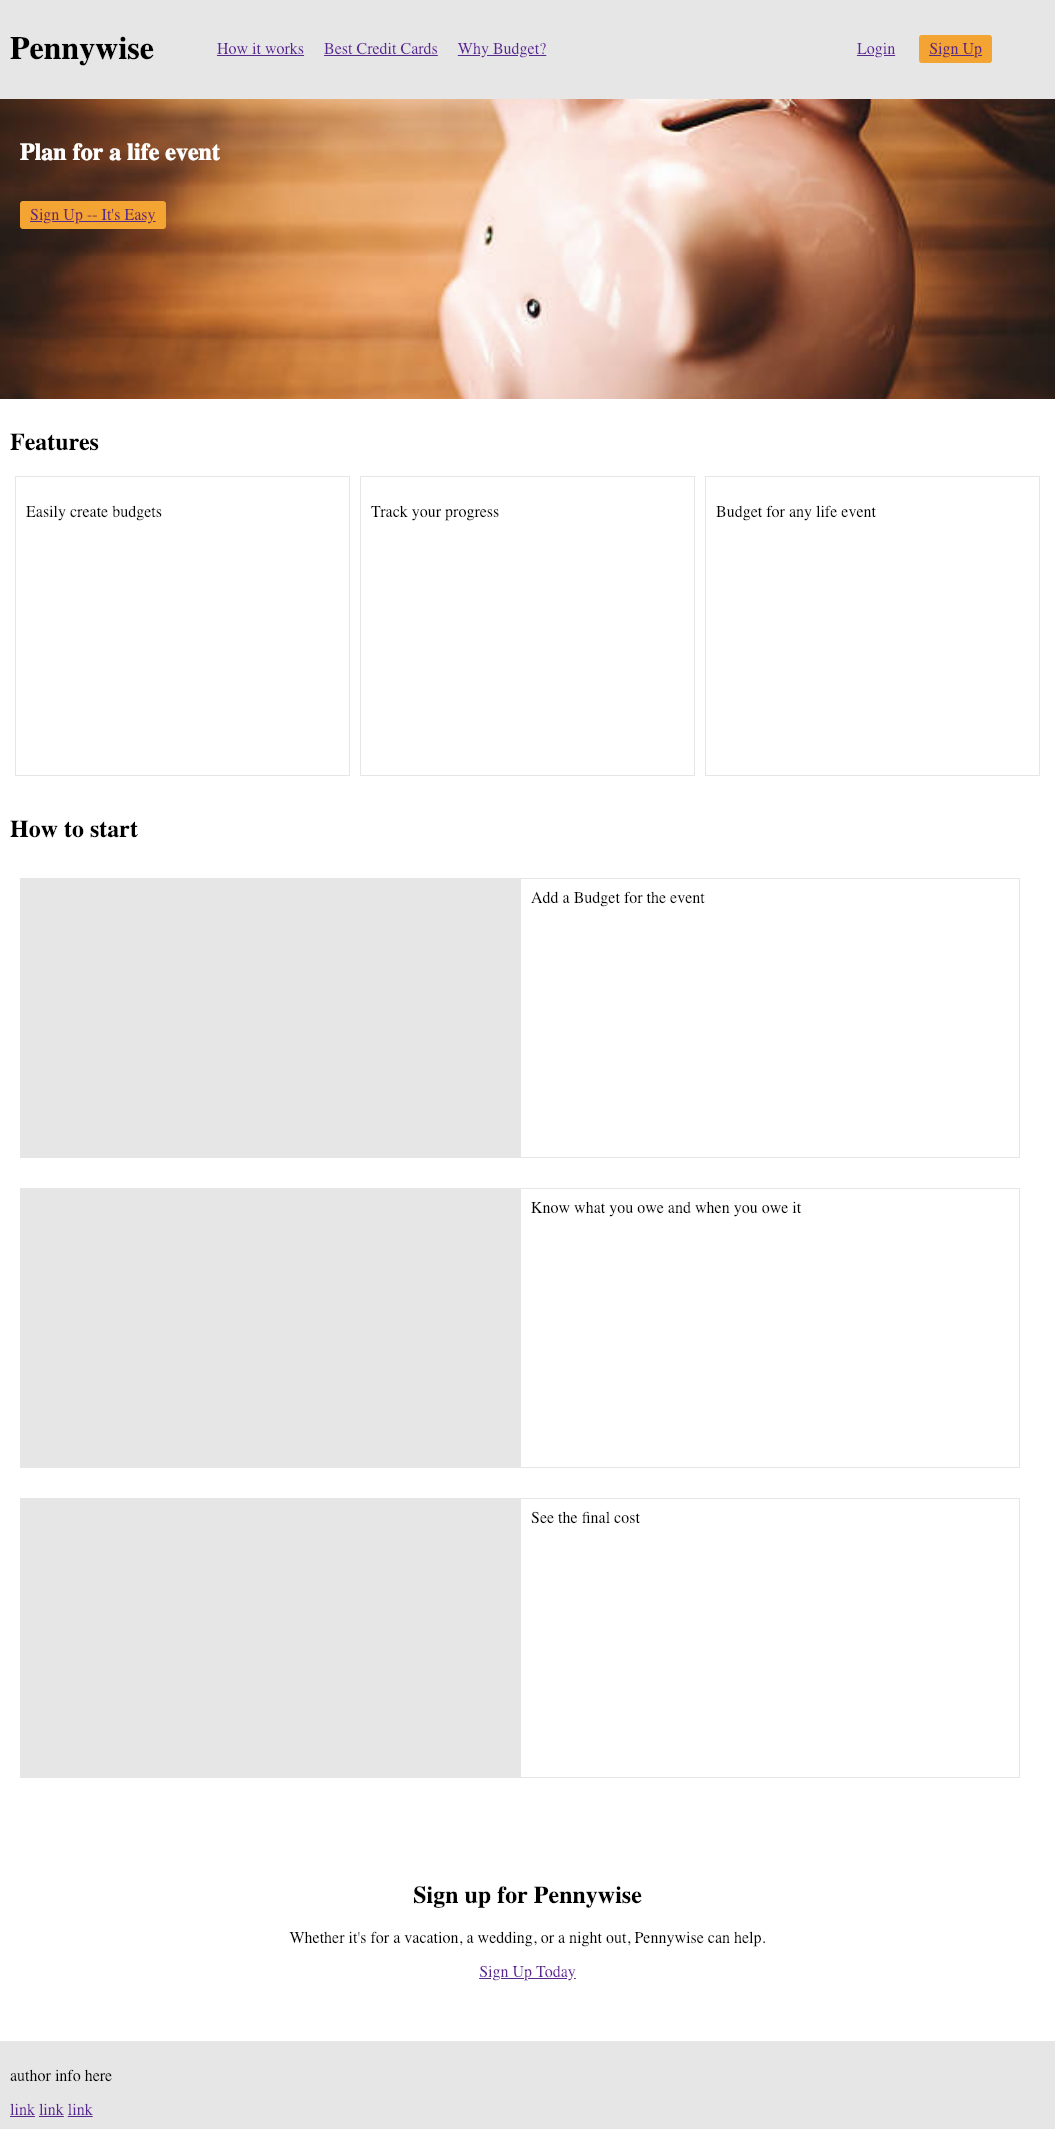 Pennywise
How it works Best Credit Cards Why Budget?
Login Sign Up
Plan for a life event
Sign Up -- It's Easy
Features
Easily create budgets
Track your progress
Budget for any life event
How to start
Add a Budget for the event
Know what you owe and when you owe it
See the final cost
Sign up for Pennywise
Whether it's for a vacation, a wedding, or a night out, Pennywise can help.
Sign Up Today
author info here
link link link